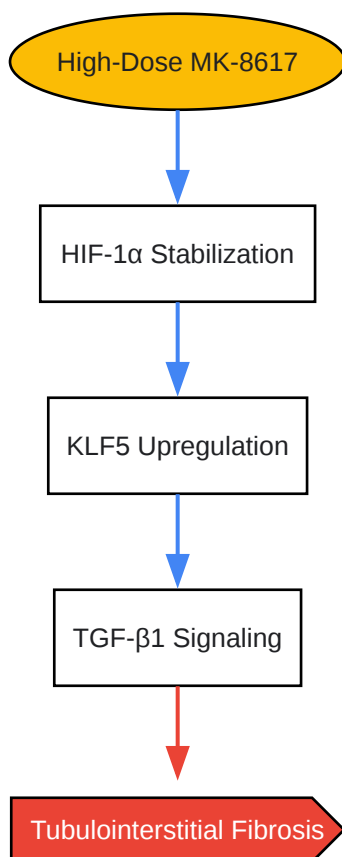 High-Dose MK-8617
HIF-1α Stabilization
KLF5 Upregulation
TGF-β1 Signaling
Tubulointerstitial Fibrosis